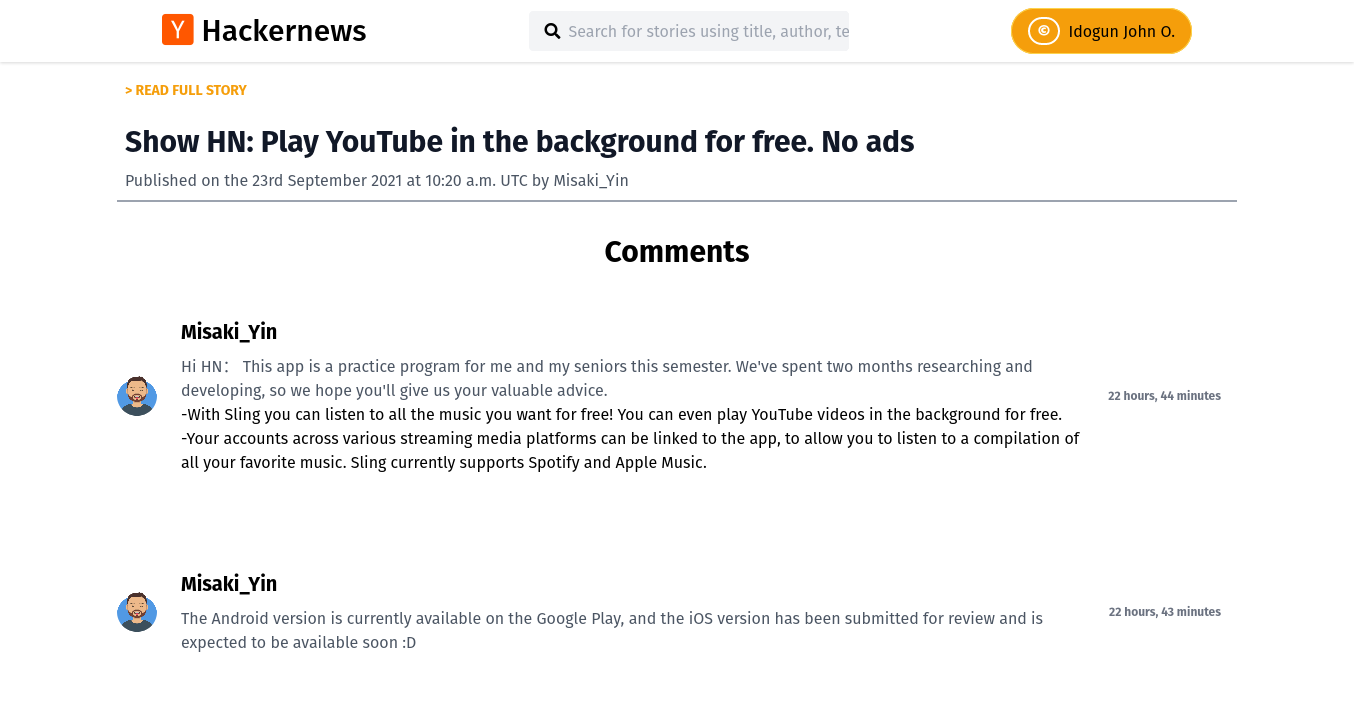 Y Hackernews
Search for stories using title, author, te
© Idogun John O.
> READ FULL STORY
Show HN: Play YouTube in the background for free. No ads
Published on the 23rd September 2021 at 10:20 a.m. UTC by Misaki_Yin
Comments
Misaki_Yin
Hi HN： This app is a practice program for me and my seniors this semester. We've spent two months researching and
developing, so we hope you'll give us your valuable advice.
-With Sling you can listen to all the music you want for free! You can even play YouTube videos in the background for free.
-Your accounts across various streaming media platforms can be linked to the app, to allow you to listen to a compilation of
all your favorite music. Sling currently supports Spotify and Apple Music.
22 hours, 44 minutes
Misaki_Yin
The Android version is currently available on the Google Play, and the iOS version has been submitted for review and is
expected to be available soon :D
22 hours, 43 minutes